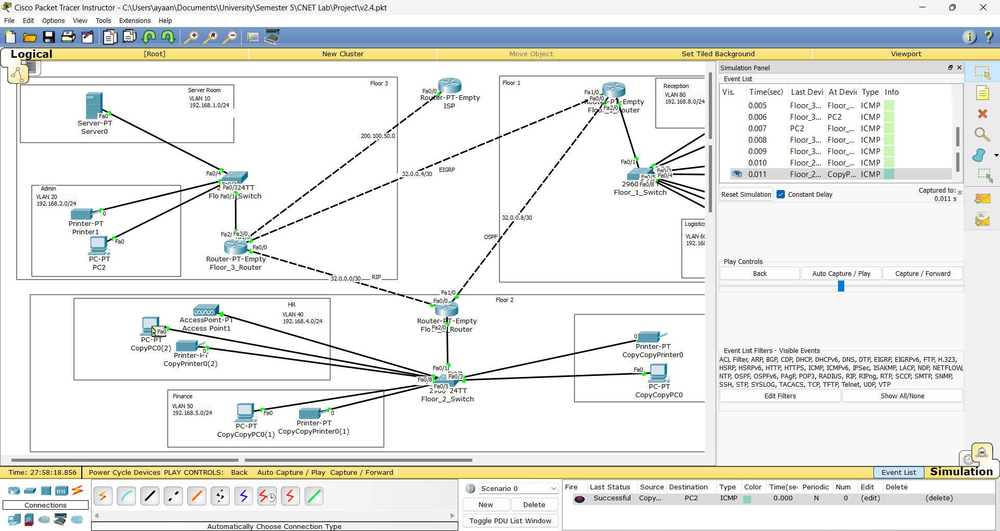 Cisco Packet Tracer Instructor - C:\Users\ayaan\Documents\University\Semester 5\CNET Lab\Project\v2.4.pkt
File Edit Options View Tools Extensions Help
Logical [Root] New Cluster Move Object Set Tiled Background Viewport
Floor 3
Server Room
VLAN 10
192.168.1.0/24
Fa0
Server-PT
Server0
Fa0/0
Router-PT-Empty
ISP
200.100.50.0
32.0.0.4/30
EIGRP
Fa0/4
Fa0/1
Switch
Admin
VLAN 20
192.168.2.0/24
0
Printer-PT
Printer1
Fa0
PC-PT
PC2
Fa2/
Fa3/0
Fa0/0
Router-PT-Empty
Floor_3_Router
32.0.0.0/30
RIP
Floor 1
Fa1/0
Fa0/0
Fa2/0
Reception
VLAN 80
192.168.8.0/24
Fa0/1
Fa0/3
Fa0/4
Fa0/5
Fa0/8
2960
Floor_1_Switch
32.0.0.8/30
OSPF
Logistics
VLAN 60
192.168
Floor 2
HR
VLAN 40
192.168.4.0/24
AccessPoint-PT
Access Point1
Fa0
PC-PT
CopyPC0(2)
0
Printer-PT
CopyPrinter0(2)
Fa1/0
Fa0/0
Router-PT-Empty
Fa2/0
Router
Fa0/1
Fa0/3
Fa0/8
Fa0/5
24TT
Floor_2_Switch
0
Printer-PT
CopyCopyPrinter0
Fa0
PC-PT
CopyCopyPC0
Finance
VLAN 50
192.168.5.0/24
Fa0
PC-PT
CopyCopyPC0(1)
0
Printer-PT
CopyCopyPrinter0(1)
Simulation Panel
Event List
Vis. Time(sec) Last Devi At Devic Type Info
0.005 Floor_3... Floor_... ICMP
0.006 Floor_3... PC2 ICMP
0.007 PC2 Floor_... ICMP
0.008 Floor_3... Floor_... ICMP
0.009 Floor_3... Floor_... ICMP
0.010 Floor_2... Floor_... ICMP
0.011 Floor_2... CopyP... ICMP
Reset Simulation Constant Delay Captured to:
0.011 s
Play Controls
Back Auto Capture / Play Capture / Forward
Event List Filters - Visible Events
ACL Filter, ARP, BGP, CDP, DHCP, DHCPv6, DNS, DTP, EIGRP, EIGRPv6, FTP, H.323,
HSRP, HSRPv6, HTTP, HTTPS, ICMP, ICMPv6, IPSec, ISAKMP, LACP, NDP, NETFLOW,
NTP, OSPF, OSPFv6, PAgP, POP3, RADIUS, RIP, RIPng, RTP, SCCP, SMTP, SNMP,
SSH, STP, SYSLOG, TACACS, TCP, TFTP, Telnet, UDP, VTP
Edit Filters Show All/None
Time: 27:58:18.856 Power Cycle Devices PLAY CONTROLS: Back Auto Capture / Play Capture / Forward
Event List Simulation
Connections
Automatically Choose Connection Type
Scenario 0
New Delete
Toggle PDU List Window
Fire Last Status Source Destination Type Color Time(sec Periodic Num Edit Delete
Successful Copy... PC2 ICMP 0.000 N 0 (edit) (delete)